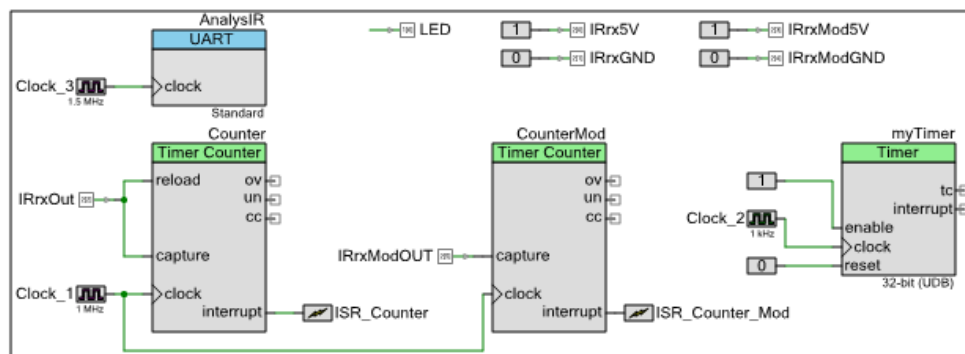 AnalysIR
UART
clock
Clock_3
1.5 MHz
Standard
LED
1
IRrx5V
0
IRrxGND
1
IRrxMod5V
0
IRrxModGND
Counter
Timer Counter
reload
ov
un
cc
IRrxOut
capture
Clock_1
1 MHz
clock
interrupt
ISR_Counter
CounterMod
Timer Counter
ov
un
cc
IRrxModOUT
capture
clock
interrupt
ISR_Counter_Mod
myTimer
Timer
1
tc
interrupt
Clock_2
1 kHz
enable
clock
0
reset
32-bit (UDB)